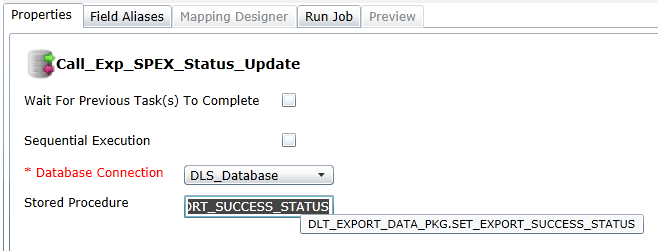 Properties Field Aliases Mapping Designer Run Job Preview
Call_Exp_SPEX_Status_Update
Wait For Previous Task(s) To Complete
Sequential Execution
* Database Connection DLS_Database
Stored Procedure ORT_SUCCESS_STATUS
DLT_EXPORT_DATA_PKG.SET_EXPORT_SUCCESS_STATUS